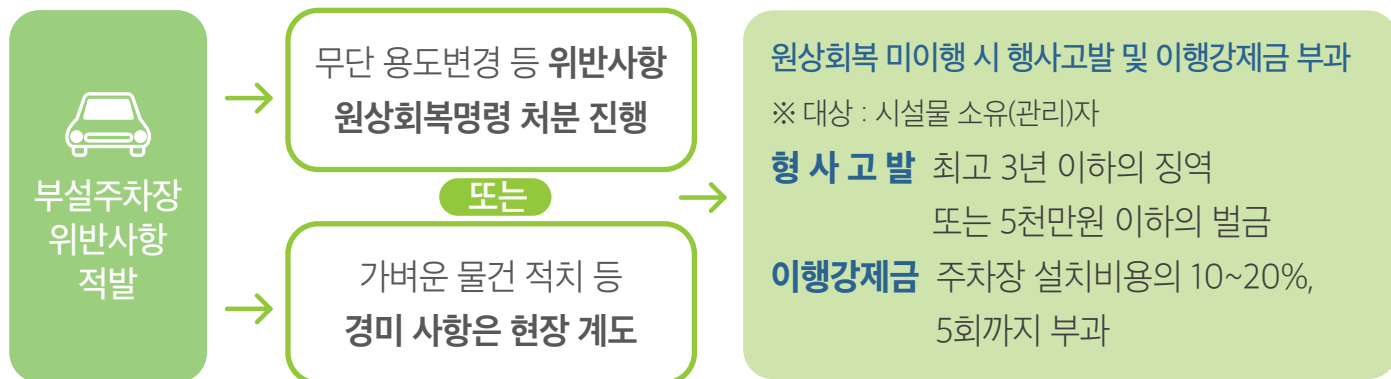 부설주차장
위반사항
적발
무단 용도변경 등 위반사항
원상회복명령 처분 진행
또는
가벼운 물건 적치 등
경미 사항은 현장 계도
원상회복 미이행 시 행사고발 및 이행강제금 부과
※ 대상 : 시설물 소유(관리)자
형 사 고 발 최고 3년 이하의 징역
또는 5천만원 이하의 벌금
이행강제금 주차장 설치비용의 10~20%,
5회까지 부과